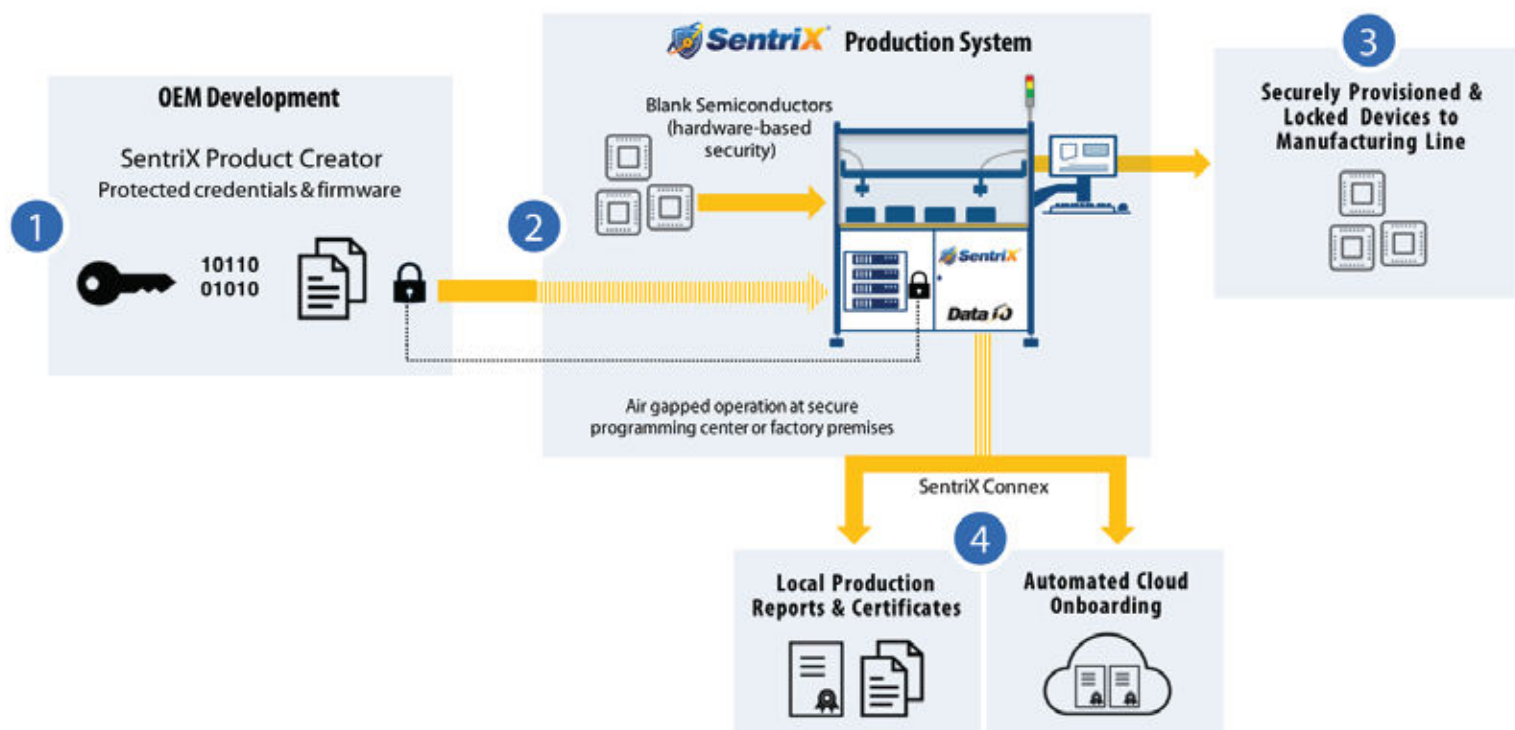 1
OEM Development
SentriX Product Creator
Protected credentials & firmware
10110
01010
2
SentriX® Production System
Blank Semiconductors
(hardware-based
security)
SentriX
Data I/O
Air gapped operation at secure
programming center or factory premises
3
Securely Provisioned &
Locked Devices to
Manufacturing Line
SentriX Connex
4
Local Production
Reports & Certificates
Automated Cloud
Onboarding